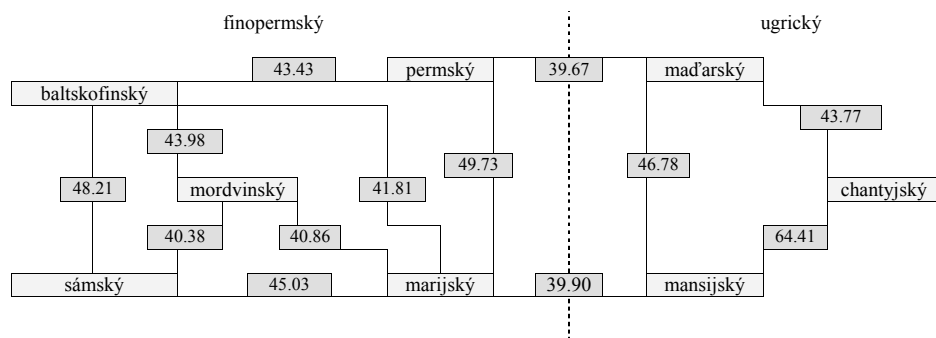 finopermský ugrický
43.43 permský 39.67 maďarský
baltskofinský
43.98 43.77
49.73 46.78
48.21 mordvinský 41.81 chantyjský
40.38 40.86 64.41
sámský 45.03 marijský 39.90 mansijský